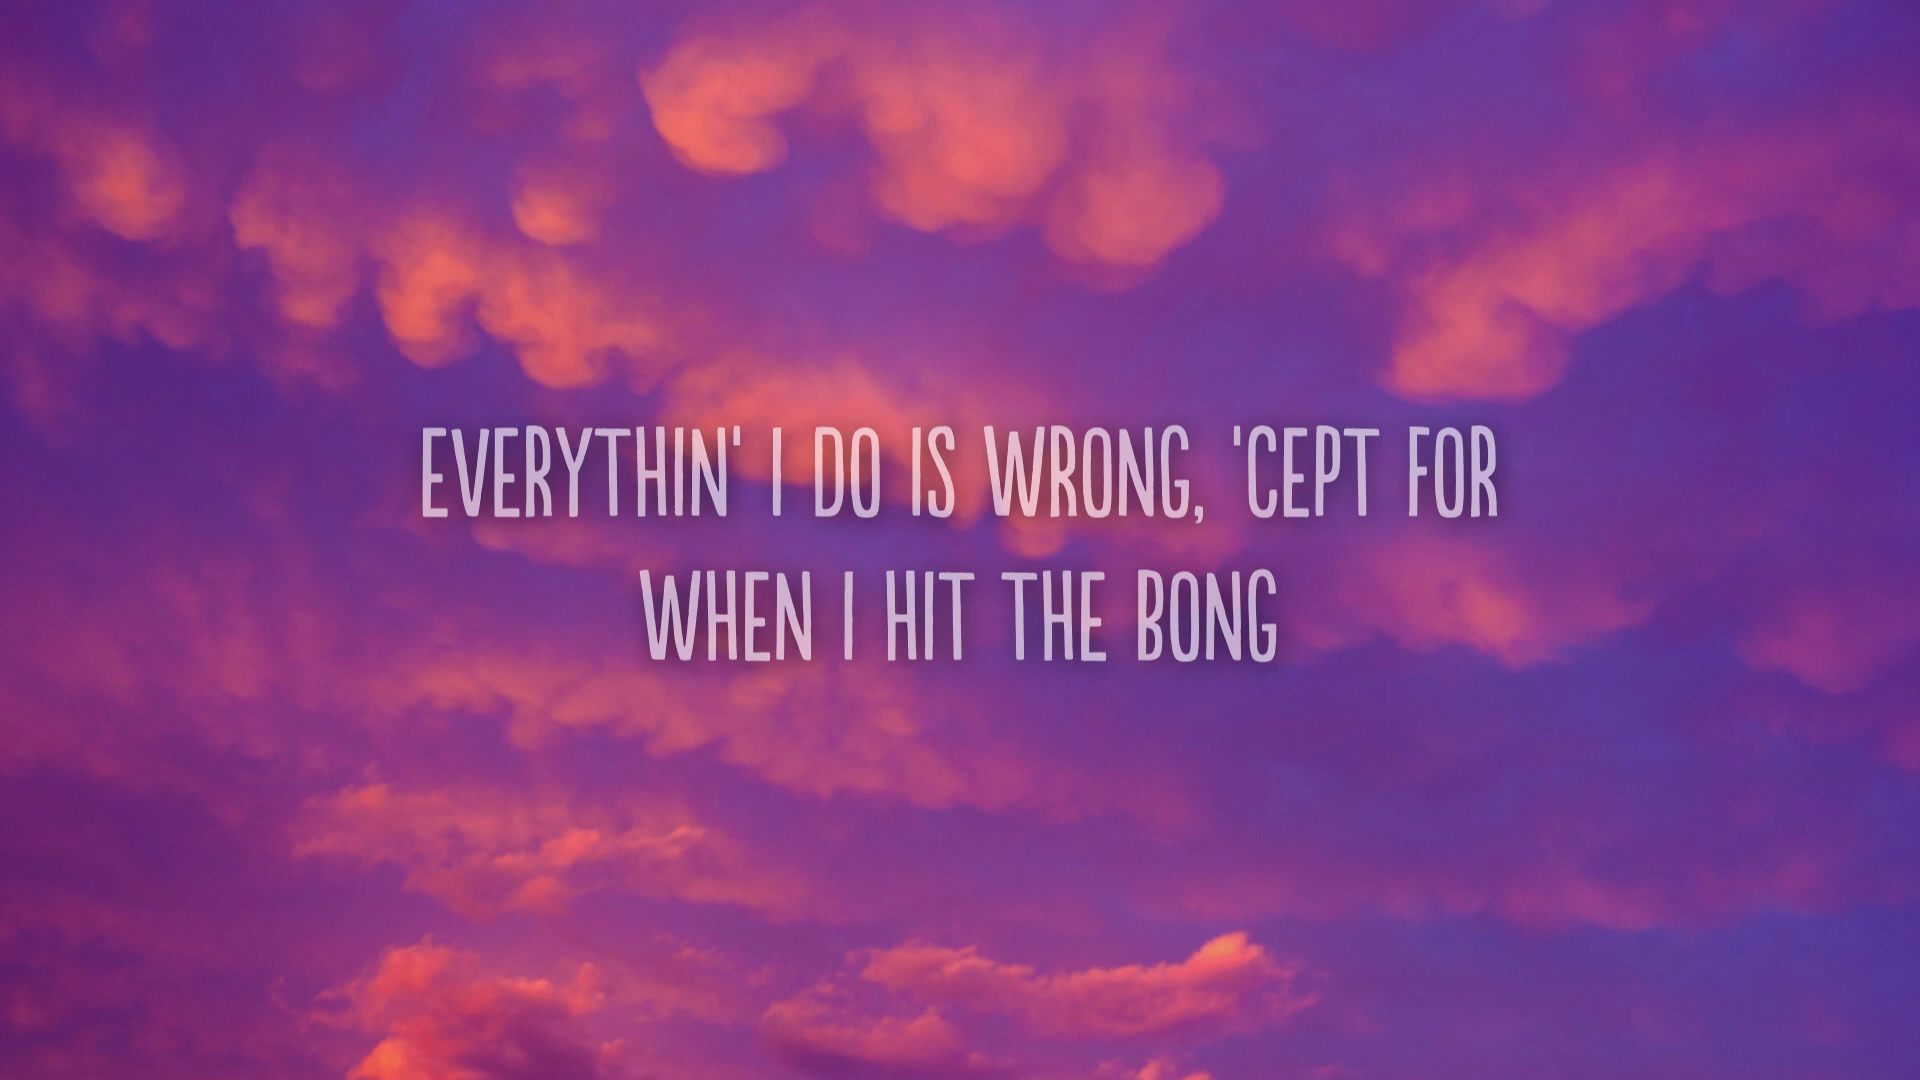 EVERYTHIN' I DO IS WRONG, 'CEPT FOR
WHEN I HIT THE BONG